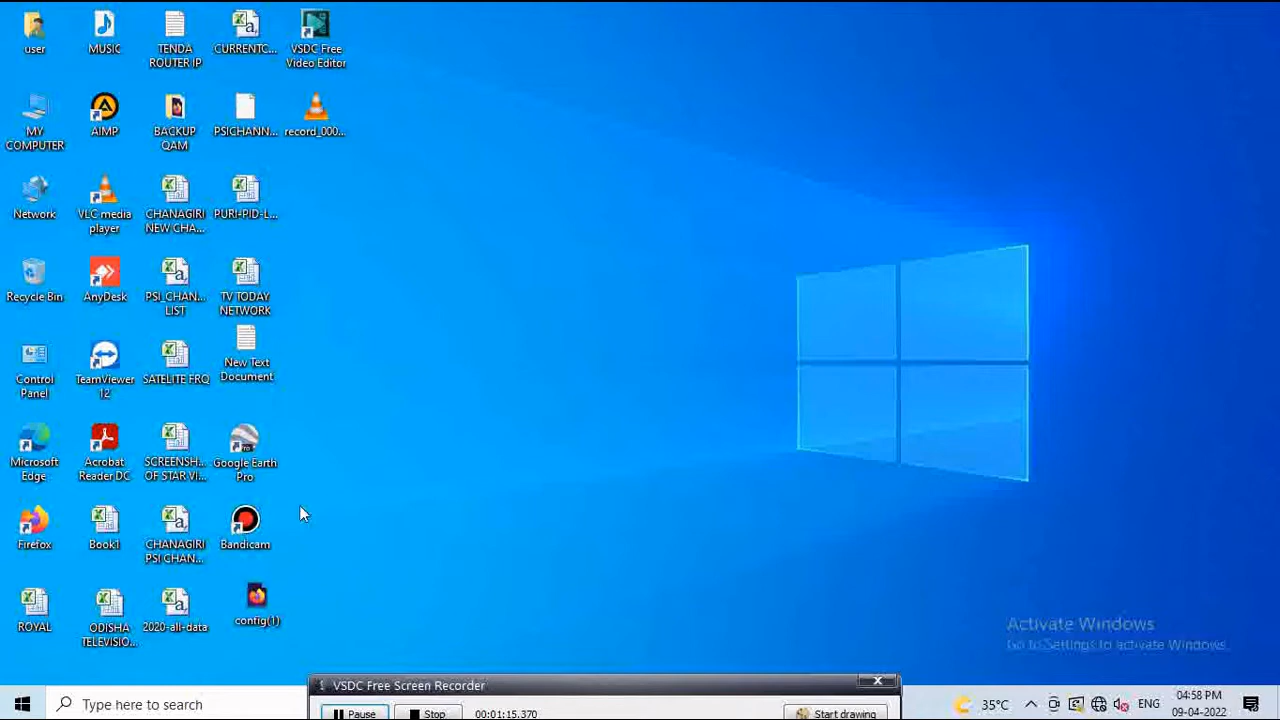 user
MUSIC
TENDA
ROUTER IP
CURRENTC...
VSDC Free
Video Editor
MY
COMPUTER
AIMP
BACKUP
QAM
PSICHANN...
record_000...
Network
VLC media
player
CHANAGIRI
NEW CHA...
PURI-PID-L...
Recycle Bin
AnyDesk
PSI_CHAN...
LIST
TV TODAY
NETWORK
Control
Panel
TeamViewer
12
SATELITE FRQ
New Text
Document
Microsoft
Edge
Acrobat
Reader DC
SCREENSH...
OF STAR VI...
Google Earth
Pro
Firefox
Book1
CHANAGIRI
PSI CHAN...
Bandicam
ROYAL
ODISHA
TELEVISIO...
2020-all-data
config(1)
Activate Windows
Go to Settings to activate Windows.
VSDC Free Screen Recorder
Pause
Stop
00:01:15.370
Start drawing
Type here to search
35°C
ENG
04:58 PM
09-04-2022